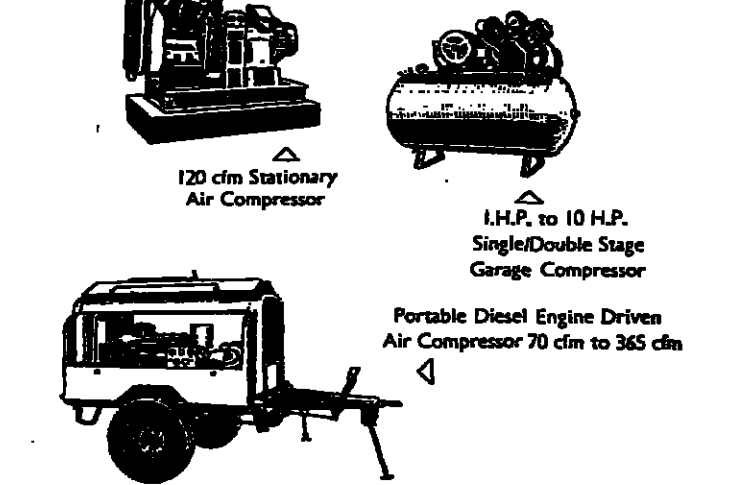 120 cfm Stationary
Air Compressor
I.H.P. to 10 H.P.
Single/Double Stage
Garage Compressor
Portable Diesel Engine Driven
Air Compressor 70 cfm to 365 cfm